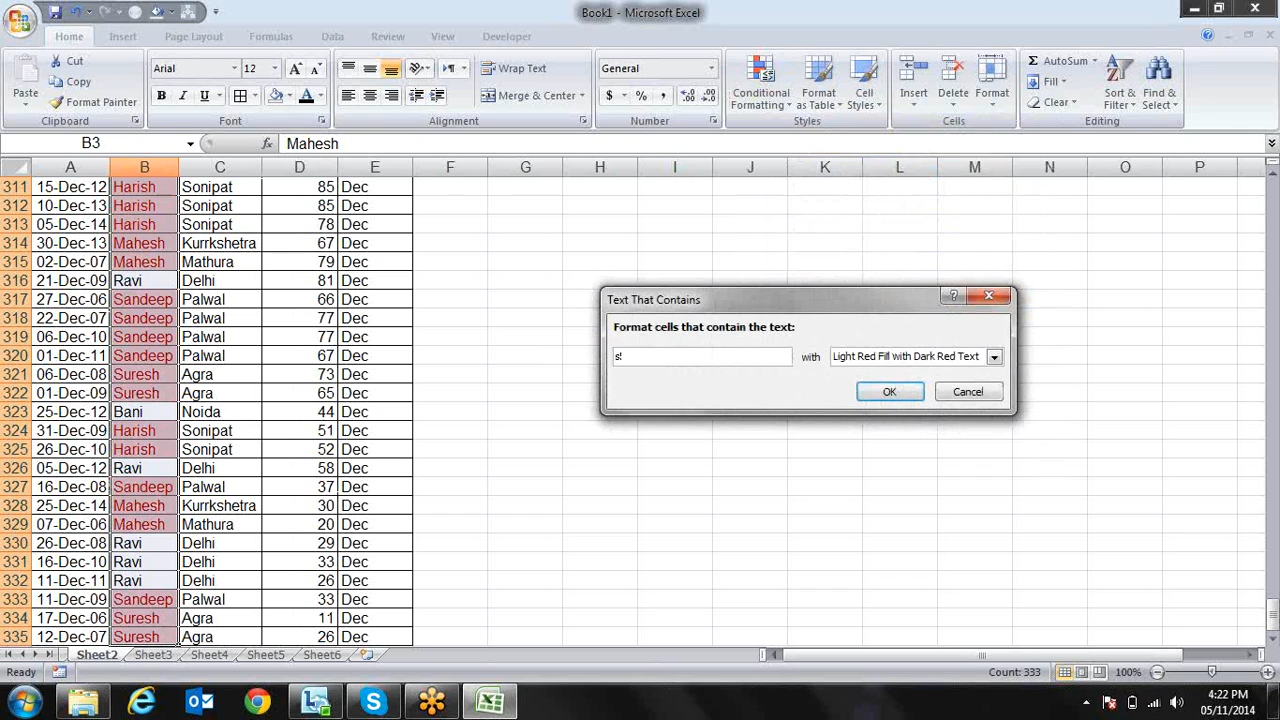 Book1 - Microsoft Excel
Home Insert Page Layout Formulas Data Review View Developer
Paste Cut Copy Format Painter Clipboard
Arial 12 A A B I U A Font
Wrap Text Merge & Center Alignment
General $ % , Number
Conditional Formatting Format as Table Cell Styles Styles
Insert Delete Format Cells
AutoSum Fill Clear Sort & Filter Find & Select Editing
B3 fx Mahesh
A B C D E F G H I J K L M N O P
311 15-Dec-12 Harish Sonipat 85 Dec
312 10-Dec-13 Harish Sonipat 85 Dec
313 05-Dec-14 Harish Sonipat 78 Dec
314 30-Dec-13 Mahesh Kurrkshetra 67 Dec
315 02-Dec-07 Mahesh Mathura 79 Dec
316 21-Dec-09 Ravi Delhi 81 Dec
317 27-Dec-06 Sandeep Palwal 66 Dec
318 22-Dec-07 Sandeep Palwal 77 Dec
319 06-Dec-10 Sandeep Palwal 77 Dec
320 01-Dec-11 Sandeep Palwal 67 Dec
321 06-Dec-08 Suresh Agra 73 Dec
322 01-Dec-09 Suresh Agra 65 Dec
323 25-Dec-12 Bani Noida 44 Dec
324 31-Dec-09 Harish Sonipat 51 Dec
325 26-Dec-10 Harish Sonipat 52 Dec
326 05-Dec-12 Ravi Delhi 58 Dec
327 16-Dec-08 Sandeep Palwal 37 Dec
328 25-Dec-14 Mahesh Kurrkshetra 30 Dec
329 07-Dec-06 Mahesh Mathura 20 Dec
330 26-Dec-08 Ravi Delhi 29 Dec
331 16-Dec-10 Ravi Delhi 33 Dec
332 11-Dec-11 Ravi Delhi 26 Dec
333 11-Dec-09 Sandeep Palwal 33 Dec
334 17-Dec-06 Suresh Agra 11 Dec
335 12-Dec-07 Suresh Agra 26 Dec
Text That Contains
Format cells that contain the text:
s with Light Red Fill with Dark Red Text
OK Cancel
Sheet2 Sheet3 Sheet4 Sheet5 Sheet6
Ready Count: 333 100%
4:22 PM
05/11/2014